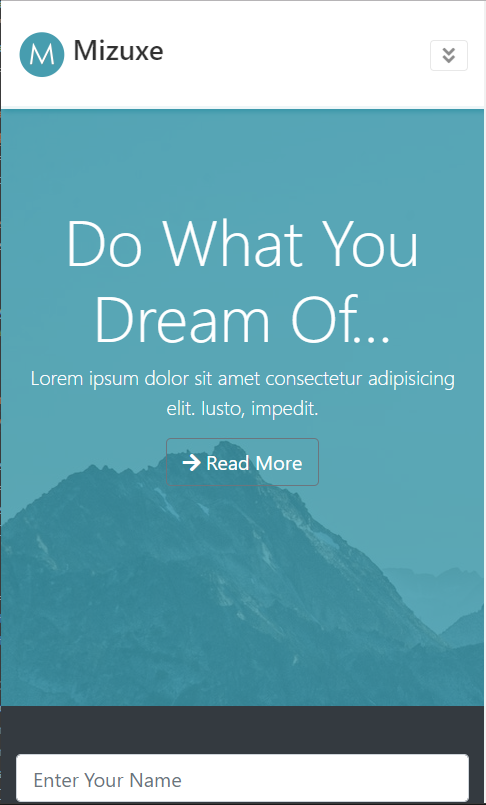 M Mizuxe
Do What You
Dream Of...
Lorem ipsum dolor sit amet consectetur adipisicing
elit. Iusto, impedit.
Read More
Enter Your Name